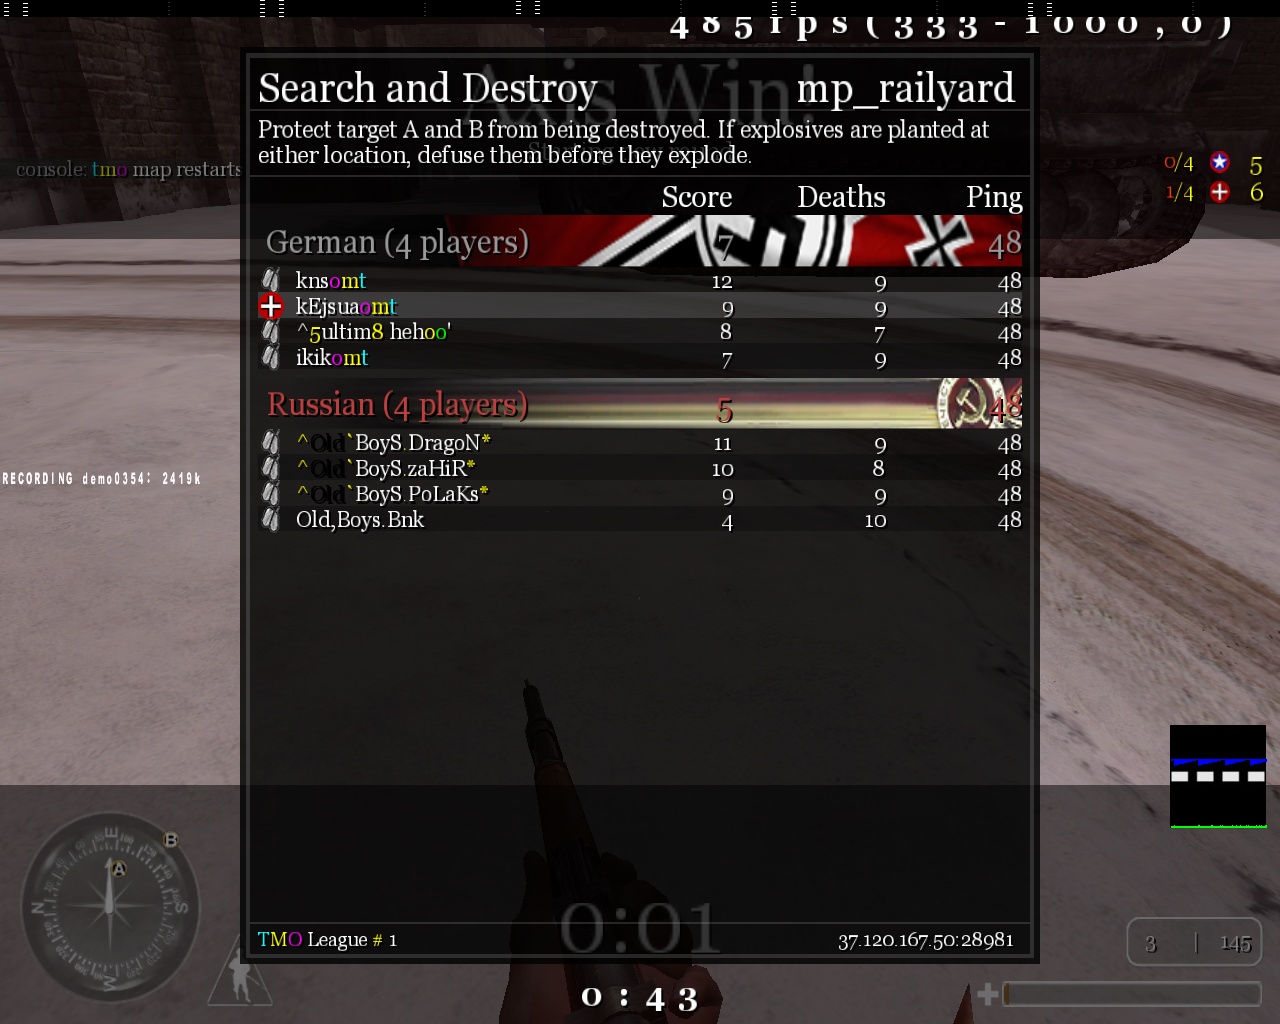 485fps(333-1000,0)
Axis Win!
Search and Destroy mp_railyard
Protect target A and B from being destroyed. If explosives are planted at
either location, defuse them before they explode.
console: tmo map restarts
0/4 5
1/4 6
Score Deaths Ping
German (4 players) 7 48
knsomt 12 9 48
kEjsuaomt 9 9 48
^5ultim8 hehoo' 8 7 48
ikikomt 7 9 48
Russian (4 players) 5 48
^Old`BoyS.DragoN* 11 9 48
^Old`BoyS.zaHiR* 10 8 48
^Old`BoyS.PoLaKs* 9 9 48
Old,Boys.Bnk 4 10 48
RECORDING demo0354: 2419k
B
A
E
N S
W
0:01
TMO League # 1 37.120.167.50:28981
3 | 145
0:43